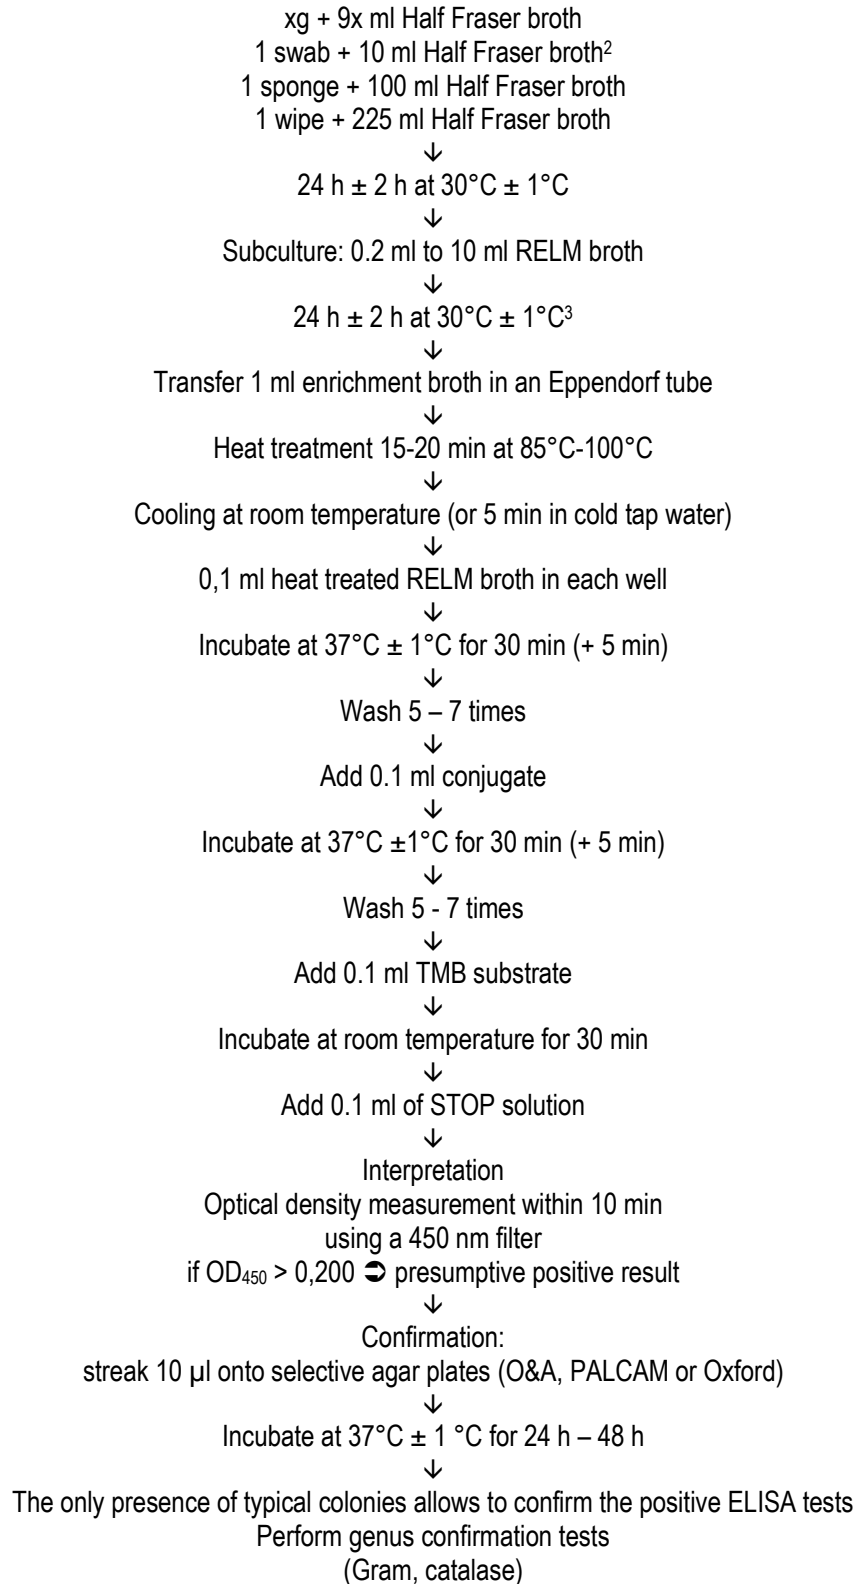 xg + 9x ml Half Fraser broth
1 swab + 10 ml Half Fraser broth²
1 sponge + 100 ml Half Fraser broth
1 wipe + 225 ml Half Fraser broth
↓
24 h ± 2 h at 30°C ± 1°C
↓
Subculture: 0.2 ml to 10 ml RELM broth
↓
24 h ± 2 h at 30°C ± 1°C³
↓
Transfer 1 ml enrichment broth in an Eppendorf tube
↓
Heat treatment 15-20 min at 85°C-100°C
↓
Cooling at room temperature (or 5 min in cold tap water)
↓
0,1 ml heat treated RELM broth in each well
↓
Incubate at 37°C ± 1°C for 30 min (+ 5 min)
↓
Wash 5 – 7 times
↓
Add 0.1 ml conjugate
↓
Incubate at 37°C ±1°C for 30 min (+ 5 min)
↓
Wash 5 - 7 times
↓
Add 0.1 ml TMB substrate
↓
Incubate at room temperature for 30 min
↓
Add 0.1 ml of STOP solution
↓
Interpretation
Optical density measurement within 10 min
using a 450 nm filter
if OD₄₅₀ > 0,200 ➲ presumptive positive result
↓
Confirmation:
streak 10 µl onto selective agar plates (O&A, PALCAM or Oxford)
↓
Incubate at 37°C ± 1 °C for 24 h – 48 h
↓
The only presence of typical colonies allows to confirm the positive ELISA tests
Perform genus confirmation tests
(Gram, catalase)